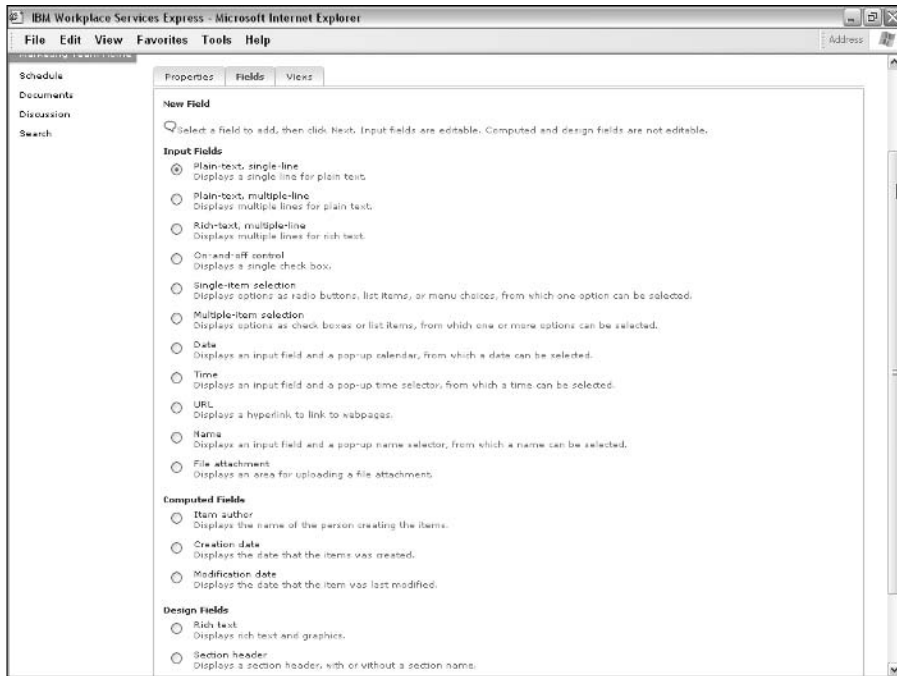 IBM Workplace Services Express - Microsoft Internet Explorer
File Edit View Favorites Tools Help
Address
Marketing Team Home
Schedule
Documents
Discussion
Search
Properties Fields Views
New Field
Select a field to add, then click Next. Input fields are editable. Computed and design fields are not editable.
Input Fields
Plain-text, single-line
Displays a single line for plain text.
Plain-text, multiple-line
Displays multiple lines for plain text.
Rich-text, multiple-line
Displays multiple lines for rich text.
On-and-off control
Displays a single check box.
Single-item selection
Displays options as radio buttons, list items, or menu choices, from which one option can be selected.
Multiple-item selection
Displays options as check boxes or list items, from which one or more options can be selected.
Date
Displays an input field and a pop-up calendar, from which a date can be selected.
Time
Displays an input field and a pop-up time selector, from which a time can be selected.
URL
Displays a hyperlink to link to webpages.
Name
Displays an input field and a pop-up name selector, from which a name can be selected.
File attachment
Displays an area for uploading a file attachment.
Computed Fields
Item author
Displays the name of the person creating the items.
Creation date
Displays the date that the items was created.
Modification date
Displays the date that the item was last modified.
Design Fields
Rich text
Displays rich text and graphics.
Section header
Displays a section header, with or without a section name.